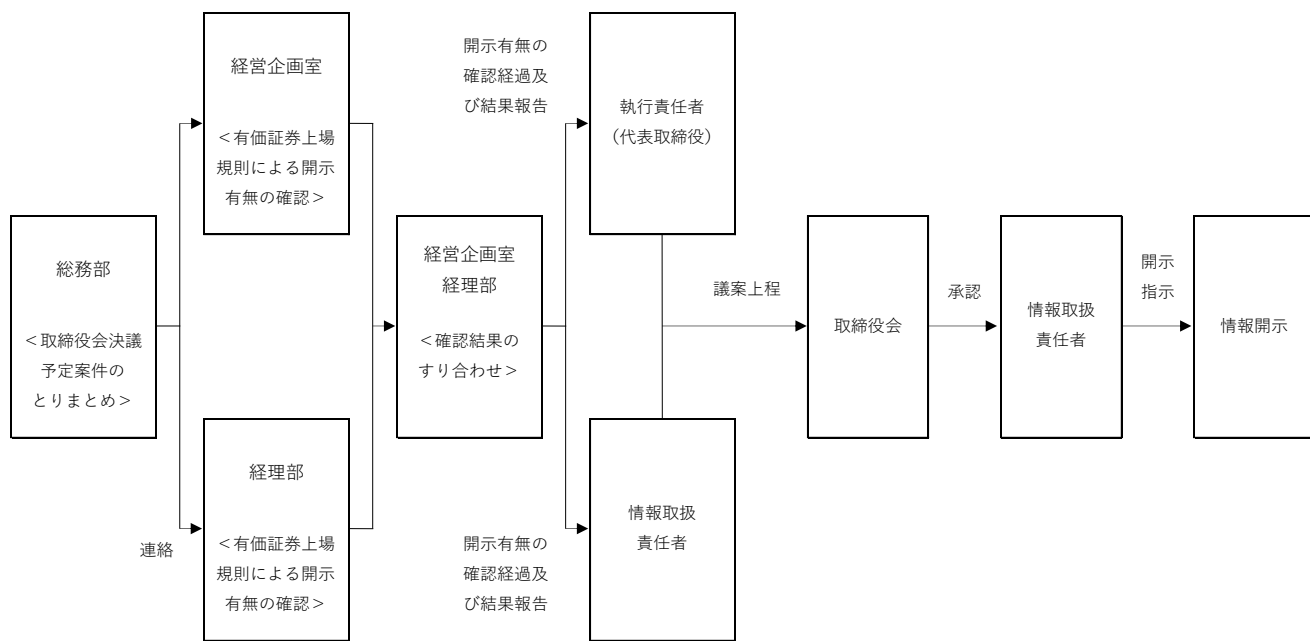 総務部
＜取締役会決議
予定案件の
とりまとめ＞
連絡
経営企画室
＜有価証券上場
規則による開示
有無の確認＞
経理部
＜有価証券上場
規則による開示
有無の確認＞
経営企画室
経理部
＜確認結果の
すり合わせ＞
開示有無の
確認経過及
び結果報告
執行責任者
（代表取締役）
開示有無の
確認経過及
び結果報告
情報取扱
責任者
議案上程
取締役会
承認
情報取扱
責任者
開示
指示
情報開示